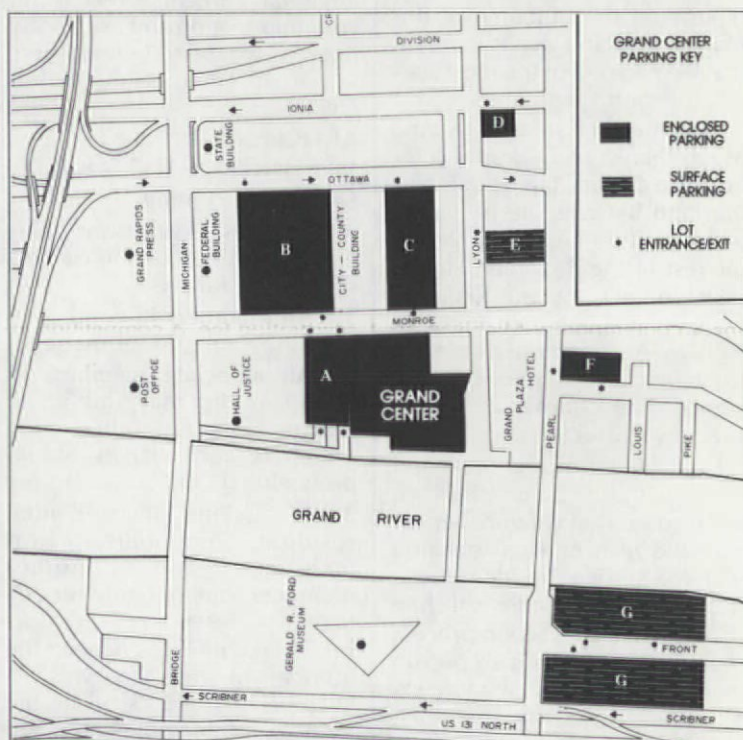 CR
DIVISION
GRAND CENTER
PARKING KEY
ENCLOSED
PARKING
SURFACE
PARKING
LOT
ENTRANCE/EXIT
IONIA
D
STATE
BUILDING
OTTAWA
GRAND RAPIDS
PRESS
MICHIGAN
FEDERAL
BUILDING
B
CITY – COUNTY
BUILDING
C
LYON
E
MONROE
POST
OFFICE
HALL OF
JUSTICE
A
GRAND
CENTER
GRAND
PLAZA
HOTEL
PEARL
F
LOUIS
PIKE
GRAND RIVER
GERALD R. FORD
MUSEUM
G
FRONT
G
BRIDGE
SCRIBNER
US 131 NORTH
SCRIBNER